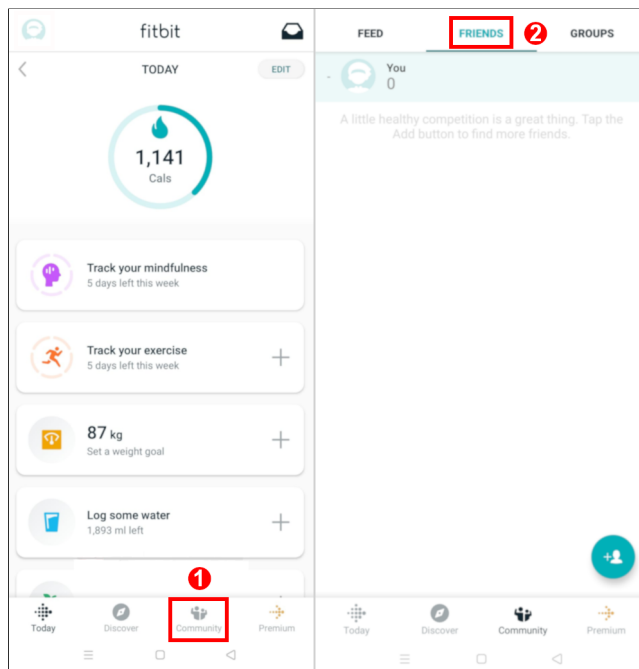 fitbit
TODAY
EDIT
1,141
Cals
Track your mindfulness
5 days left this week
Track your exercise
5 days left this week
87 kg
Set a weight goal
Log some water
1,893 ml left
1
Today
Discover
Community
Premium
FEED
FRIENDS
2
GROUPS
You
0
A little healthy competition is a great thing. Tap the
Add button to find more friends.
Today
Discover
Community
Premium